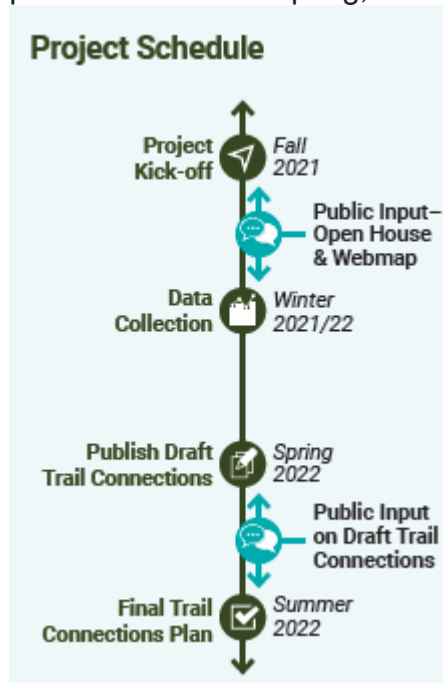 Project Schedule
Project
Kick-off
Fall
2021
Public Input–
Open House
& Webmap
Data
Collection
Winter
2021/22
Publish Draft
Trail Connections
Spring
2022
Public Input
on Draft Trail
Connections
Final Trail
Connections Plan
Summer
2022